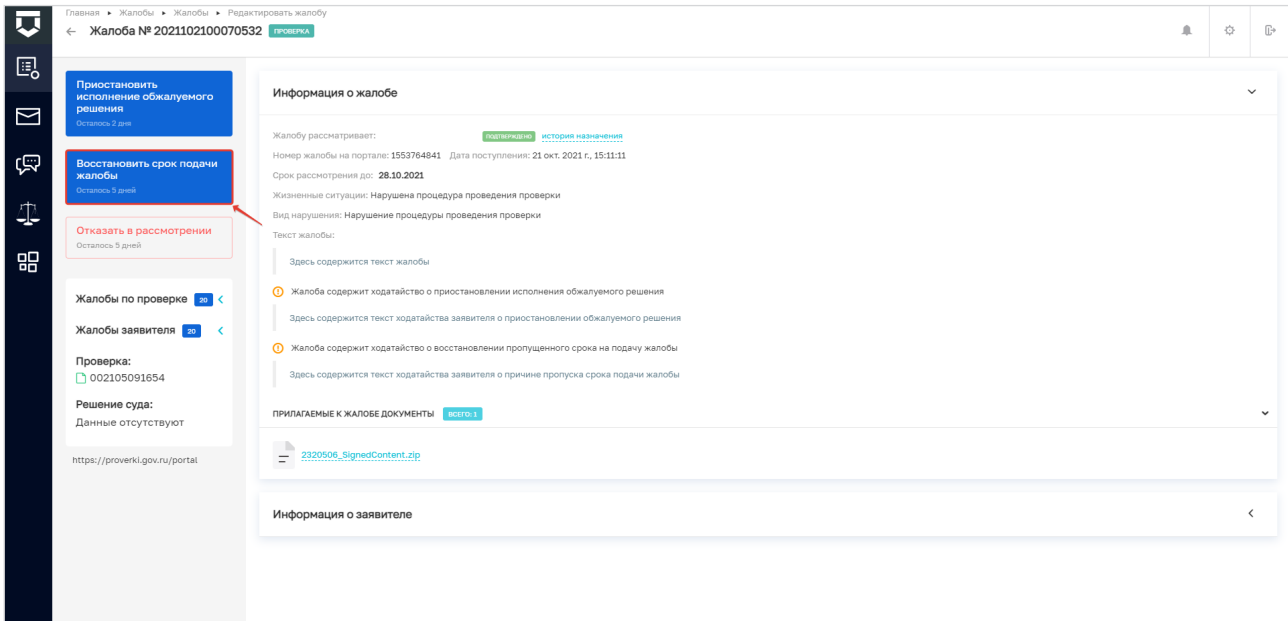 Главная ▸ Жалобы ▸ Жалобы ▸ Редактировать жалобу
← Жалоба № 2021102100070532 ПРОВЕРКА
Приостановить
исполнение обжалуемого
решения
Осталось 2 дня
Восстановить срок подачи
жалобы
Осталось 5 дней
Отказать в рассмотрении
Осталось 5 дней
Жалобы по проверке 20
Жалобы заявителя 20
Проверка:
002105091654
Решение суда:
Данные отсутствуют
https://proverki.gov.ru/portal
Информация о жалобе
Жалобу рассматривает: ПОДТВЕРЖДЕНО история назначения
Номер жалобы на портале: 1553764841 Дата поступления: 21 окт. 2021 г., 15:11:11
Срок рассмотрения до: 28.10.2021
Жизненные ситуации: Нарушена процедура проведения проверки
Вид нарушения: Нарушение процедуры проведения проверки
Текст жалобы:
Здесь содержится текст жалобы
Жалоба содержит ходатайство о приостановлении исполнения обжалуемого решения
Здесь содержится текст ходатайства заявителя о приостановлении обжалуемого решения
Жалоба содержит ходатайство о восстановлении пропущенного срока на подачу жалобы
Здесь содержится текст ходатайства заявителя о причине пропуска срока подачи жалобы
ПРИЛАГАЕМЫЕ К ЖАЛОБЕ ДОКУМЕНТЫ ВСЕГО: 1
2320506_SignedContent.zip
Информация о заявителе